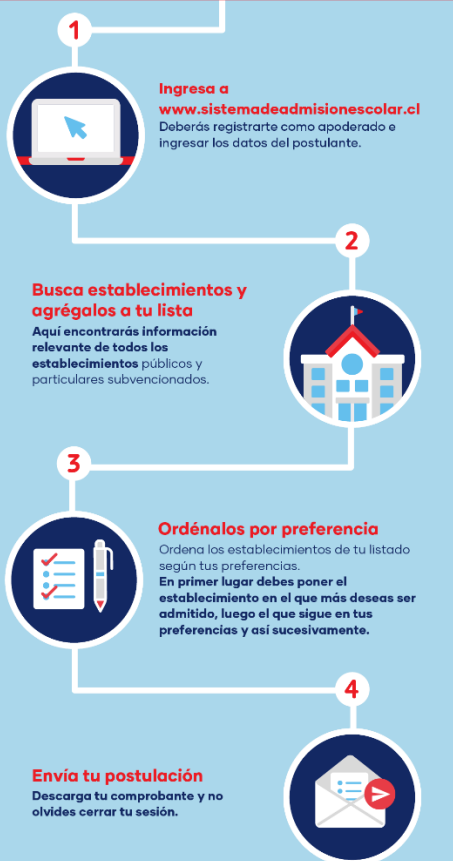 1
Ingresa a
www.sistemadeadmisionescolar.cl
Deberás registrarte como apoderado e
ingresar los datos del postulante.
2
Busca establecimientos y
agrégalos a tu lista
Aquí encontrarás información
relevante de todos los
establecimientos públicos y
particulares subvencionados.
3
Ordénalos por preferencia
Ordena los establecimientos de tu listado
según tus preferencias.
En primer lugar debes poner el
establecimiento en el que más deseas ser
admitido, luego el que sigue en tus
preferencias y así sucesivamente.
4
Envía tu postulación
Descarga tu comprobante y no
olvides cerrar tu sesión.